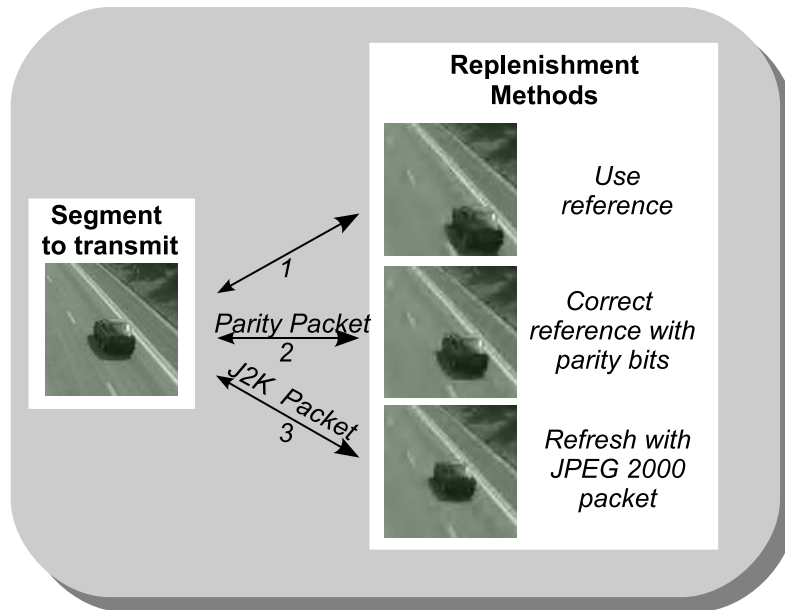 Replenishment
Methods
Segment
to transmit
1
Parity Packet
2
J2K Packet
3
Use
reference
Correct
reference with
parity bits
Refresh with
JPEG 2000
packet